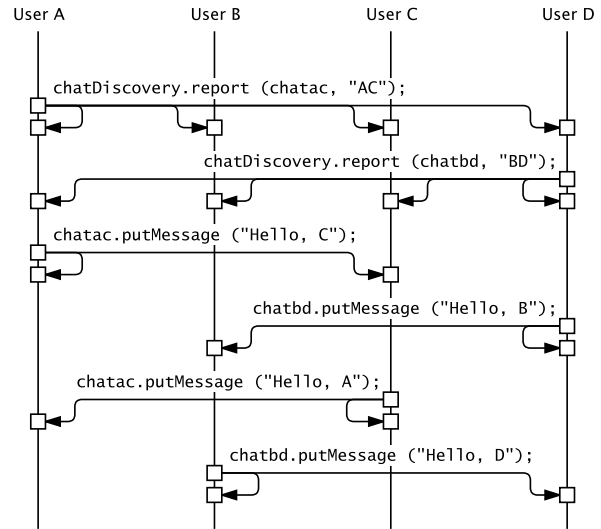 User A User B User C User D
chatDiscovery.report (chatac, "AC");
chatDiscovery.report (chatbd, "BD");
chatac.putMessage ("Hello, C");
chatbd.putMessage ("Hello, B");
chatac.putMessage ("Hello, A");
chatbd.putMessage ("Hello, D");